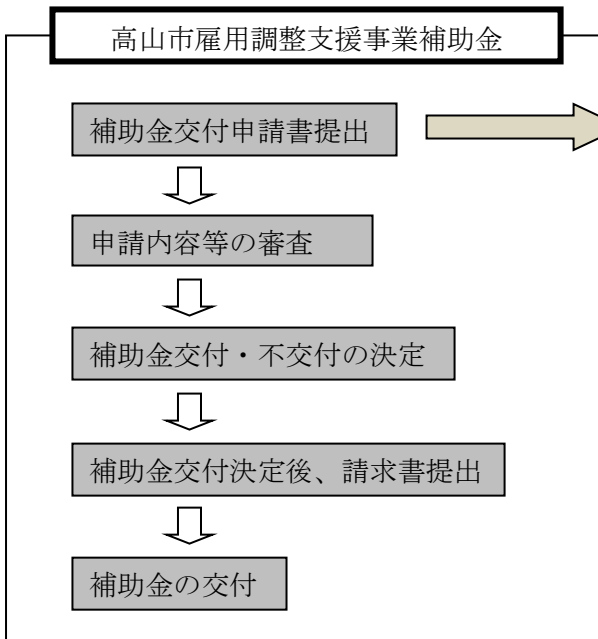 高山市雇用調整支援事業補助金
補助金交付申請書提出
申請内容等の審査
補助金交付・不交付の決定
補助金交付決定後、請求書提出
補助金の交付